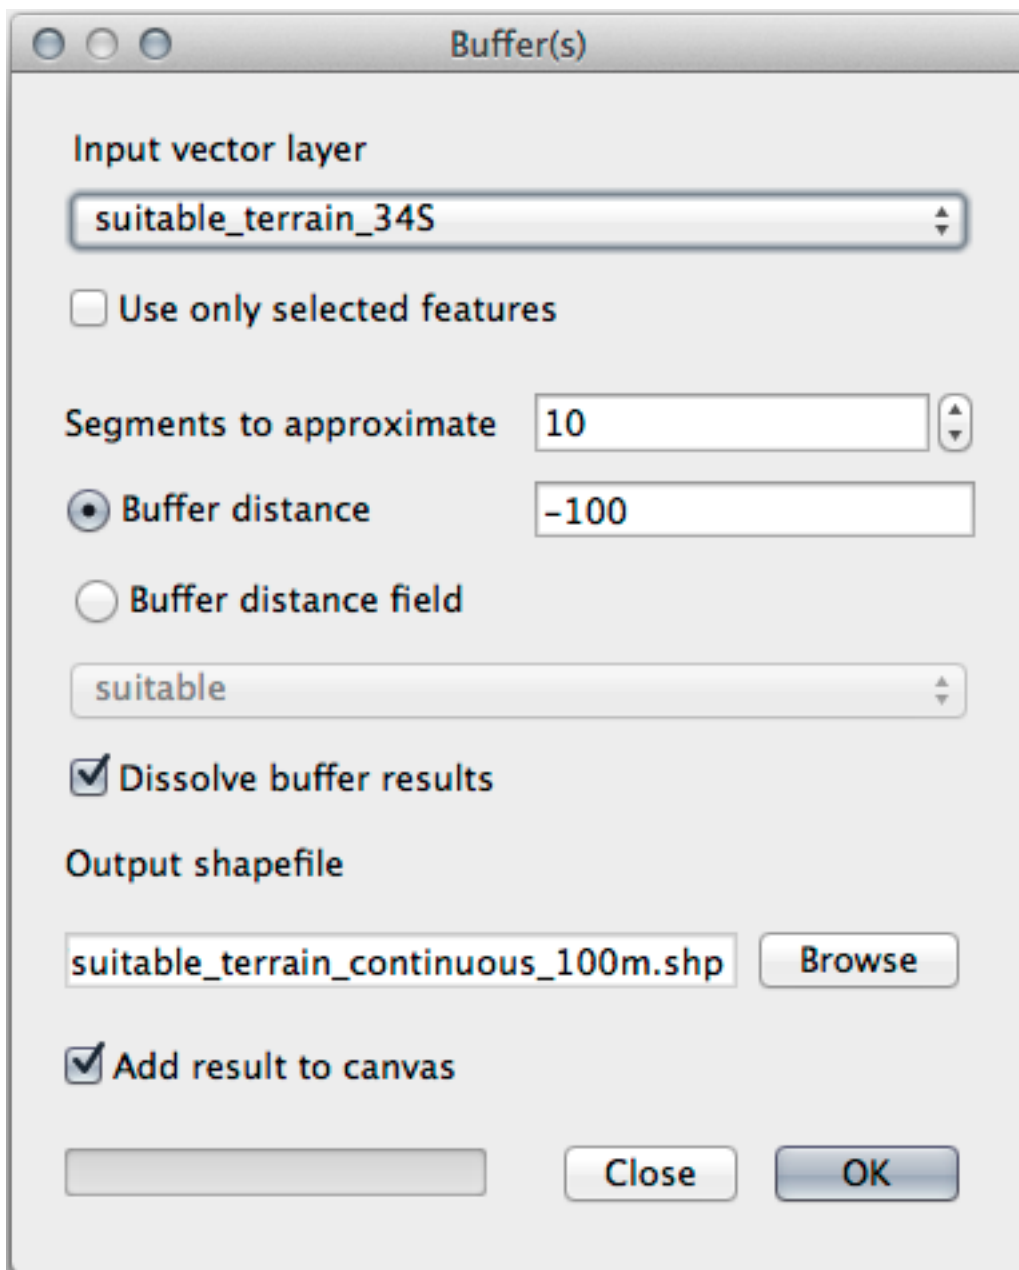 Buffer(s)
Input vector layer
suitable_terrain_34S
Use only selected features
Segments to approximate 10
Buffer distance -100
Buffer distance field
suitable
Dissolve buffer results
Output shapefile
suitable_terrain_continuous_100m.shp Browse
Add result to canvas
Close OK